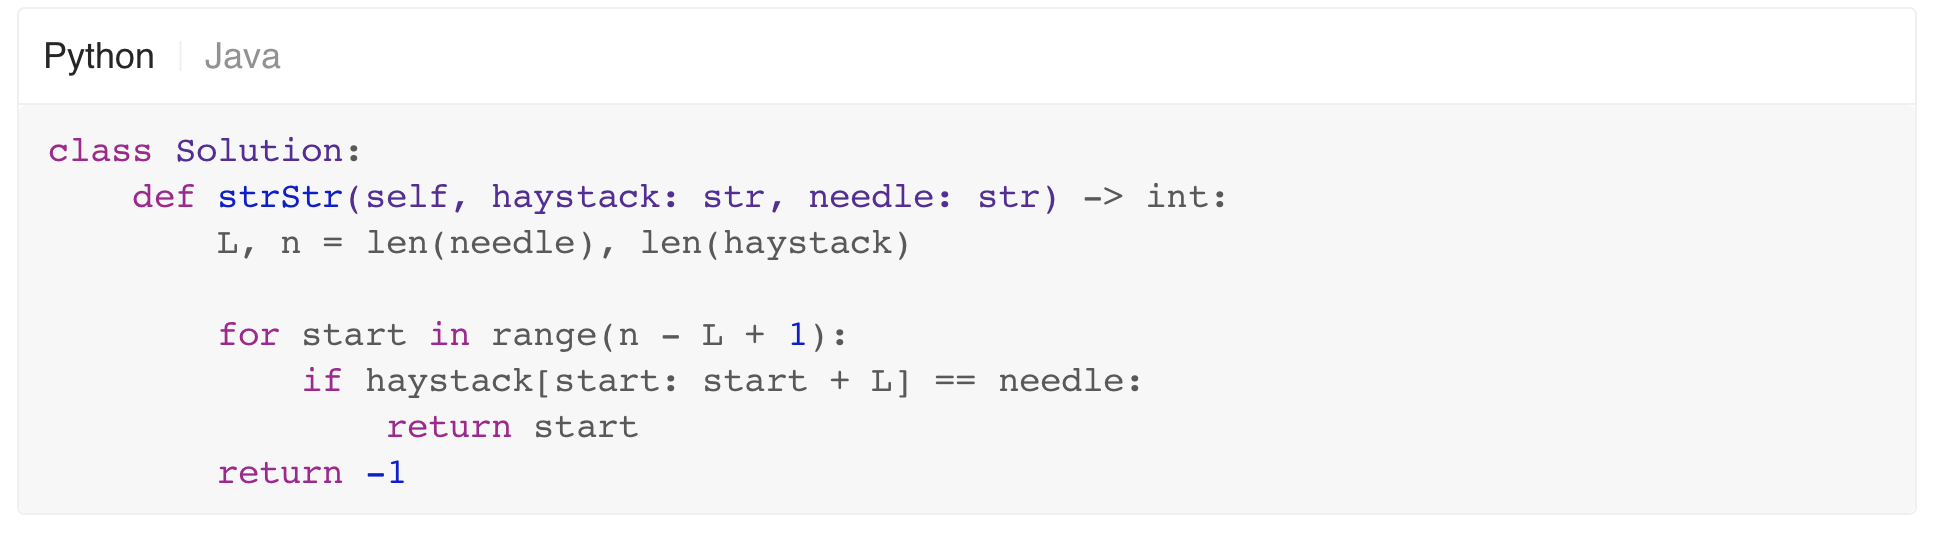 Python | Java
class Solution:
    def strStr(self, haystack: str, needle: str) -> int:
        L, n = len(needle), len(haystack)

        for start in range(n - L + 1):
            if haystack[start: start + L] == needle:
                return start
        return -1